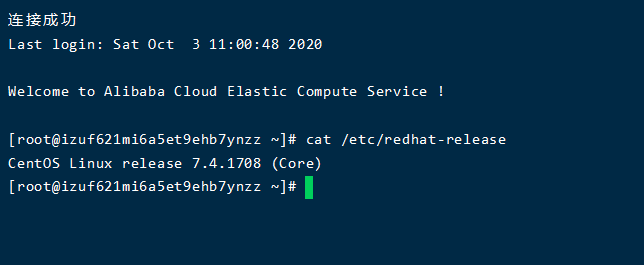 连接成功
Last login: Sat Oct  3 11:00:48 2020
Welcome to Alibaba Cloud Elastic Compute Service !
[root@izuf621mi6a5et9ehb7ynzz ~]# cat /etc/redhat-release
CentOS Linux release 7.4.1708 (Core)
[root@izuf621mi6a5et9ehb7ynzz ~]#